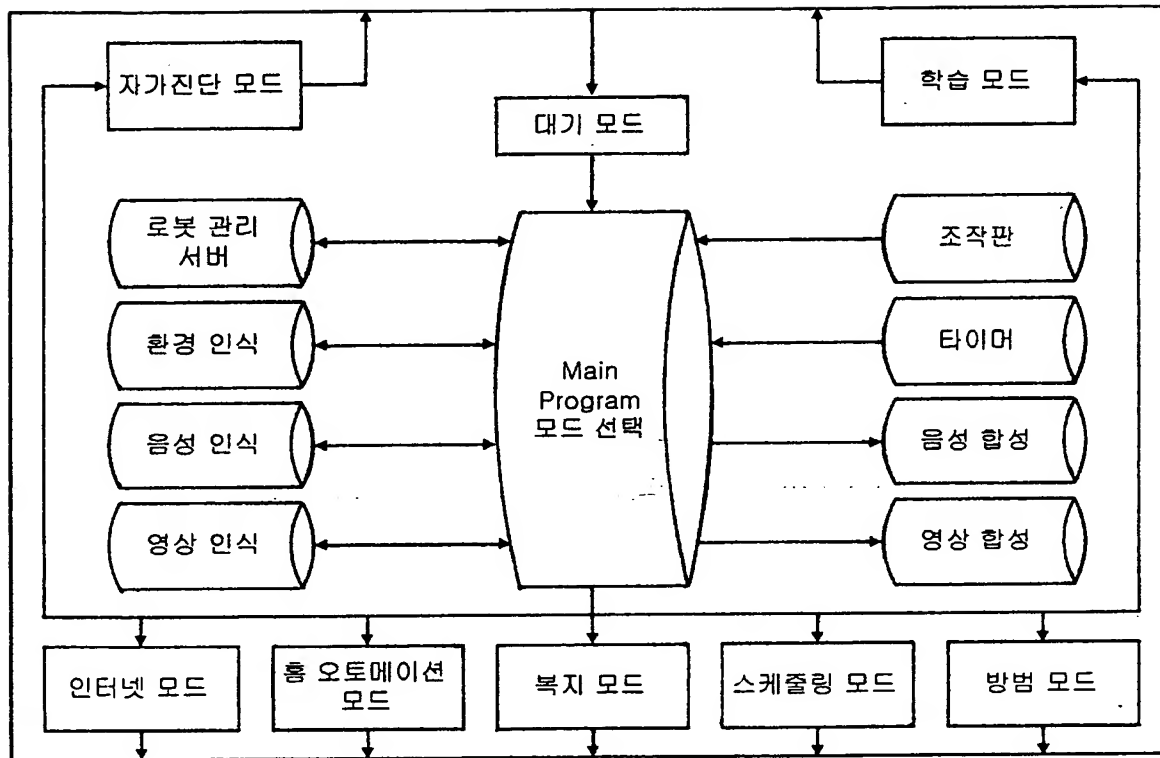 자가진단 모드
학습 모드
대기 모드
로봇 관리
서버
조작판
환경 인식
타이머
Main
Program
모드 선택
음성 인식
음성 합성
영상 인식
영상 합성
인터넷 모드
홈 오토메이션
모드
복지 모드
스케줄링 모드
방범 모드